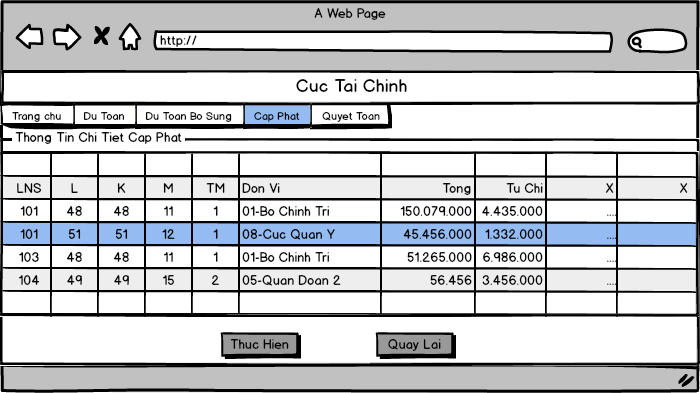 A Web Page
http://
Cuc Tai Chinh
Trang chu Du Toan Du Toan Bo Sung Cap Phat Quyet Toan
Thong Tin Chi Tiet Cap Phat
LNS L K M TM Don Vi Tong Tu Chi X X
101 48 48 11 1 01-Bo Chinh Tri 150.079.000 4.435.000 .... ....
101 51 51 12 1 08-Cuc Quan Y 45.456.000 1.332.000 .... ....
103 48 48 11 1 01-Bo Chinh Tri 51.265.000 6.986.000 .... ....
104 49 49 15 2 05-Quan Doan 2 56.456 3.456.000 .... ....
Thuc Hien Quay Lai